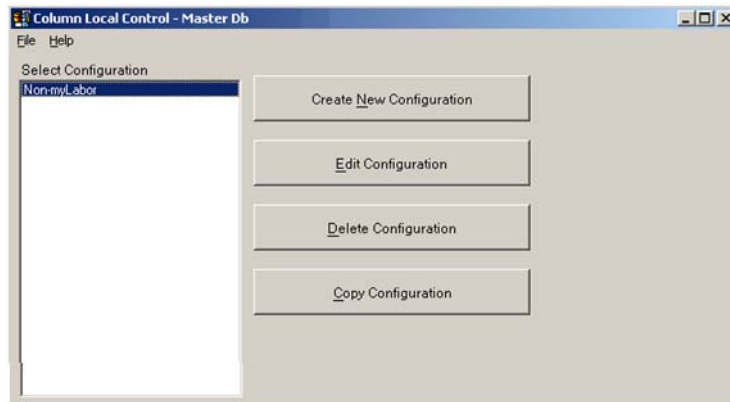 Column Local Control - Master Db
File Help
Select Configuration
Non-myLabor
Create New Configuration
Edit Configuration
Delete Configuration
Copy Configuration